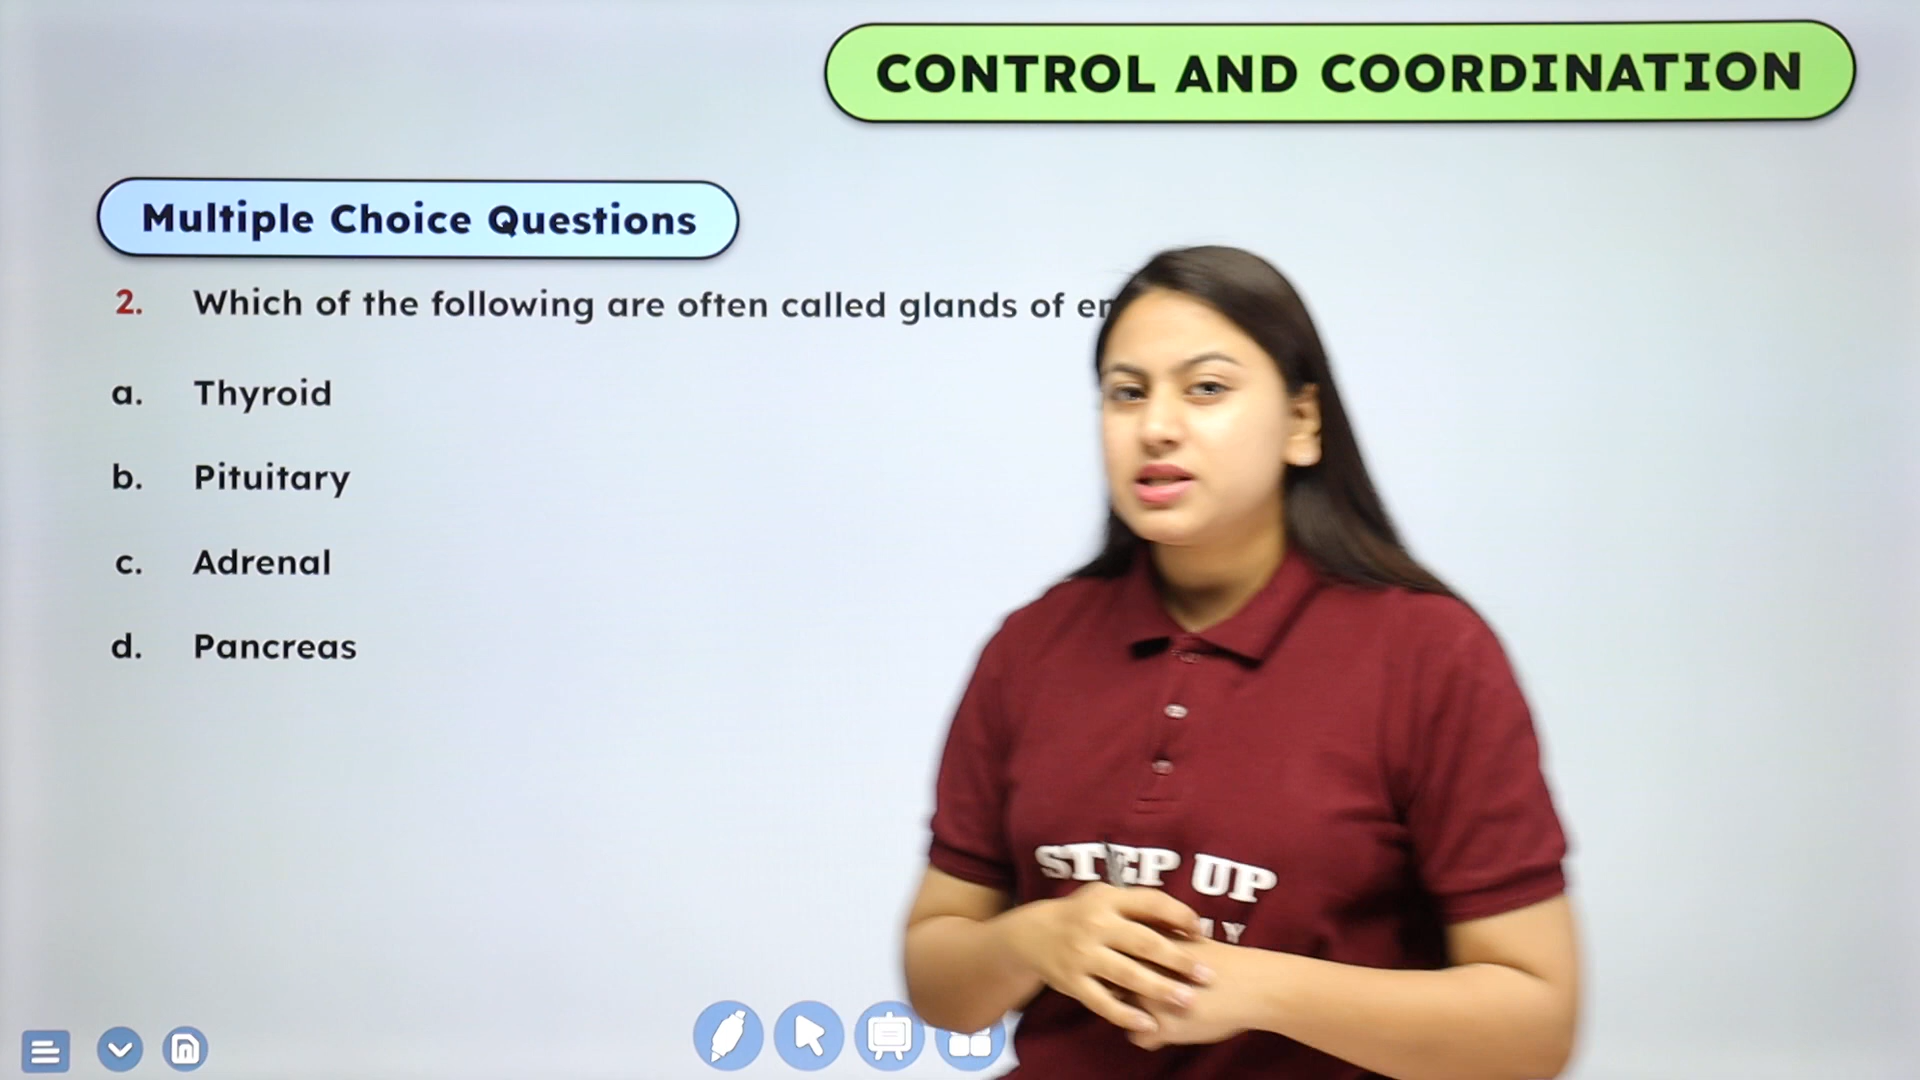 CONTROL AND COORDINATION
Multiple Choice Questions
2. Which of the following are often called glands of
a. Thyroid
b. Pituitary
c. Adrenal
d. Pancreas
STEP UP